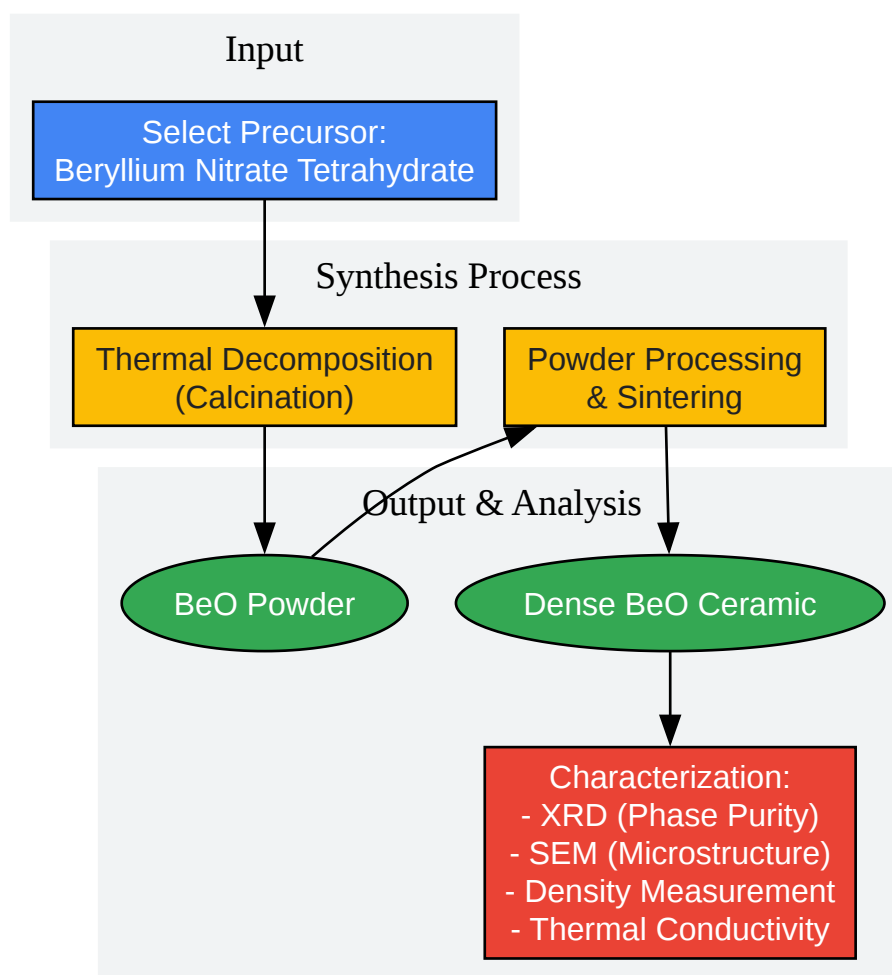 Input
Select Precursor:
Beryllium Nitrate Tetrahydrate
Synthesis Process
Thermal Decomposition
(Calcination)
Powder Processing
& Sintering
Output & Analysis
BeO Powder
Dense BeO Ceramic
Characterization:
- XRD (Phase Purity)
- SEM (Microstructure)
- Density Measurement
- Thermal Conductivity